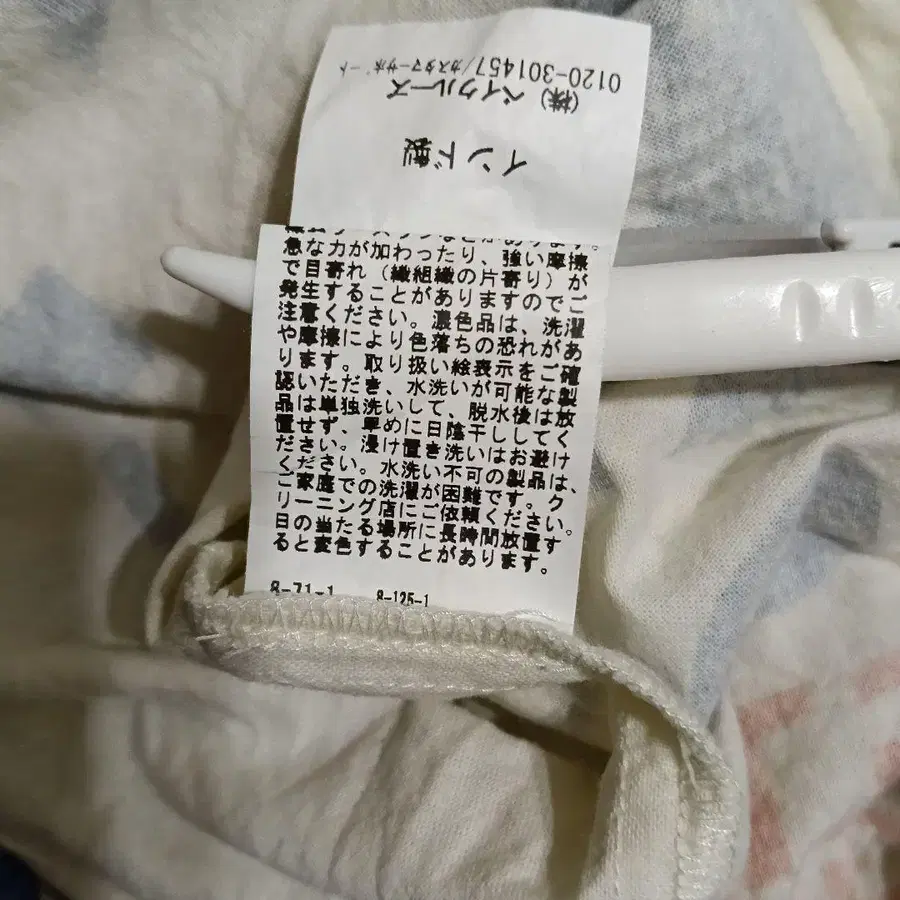 インド製
(株) ベイクルーズ
0120-301457/カスタマーサポート
があります。
急な力が加わったり、強い摩擦
で目寄れ(繊組織の片寄り)が
発生することがありますのでご
注意ください。濃色品は、洗濯
や摩擦により色落ちの恐れがあ
ります。取り扱い絵表示をご確
認いただき、水洗いが可能な製
品は単独洗いして、脱水後は放
置せず、早めに日陰干ししてく
ださい。浸け置き洗いはお避け
ください。水洗い不可の製品は、
ご家庭での洗濯が困難です。ク
リーニング店にご依頼ください。
日の当たる場所に長時間放置す
ると変色することがあります。
8-71-1 8-125-1